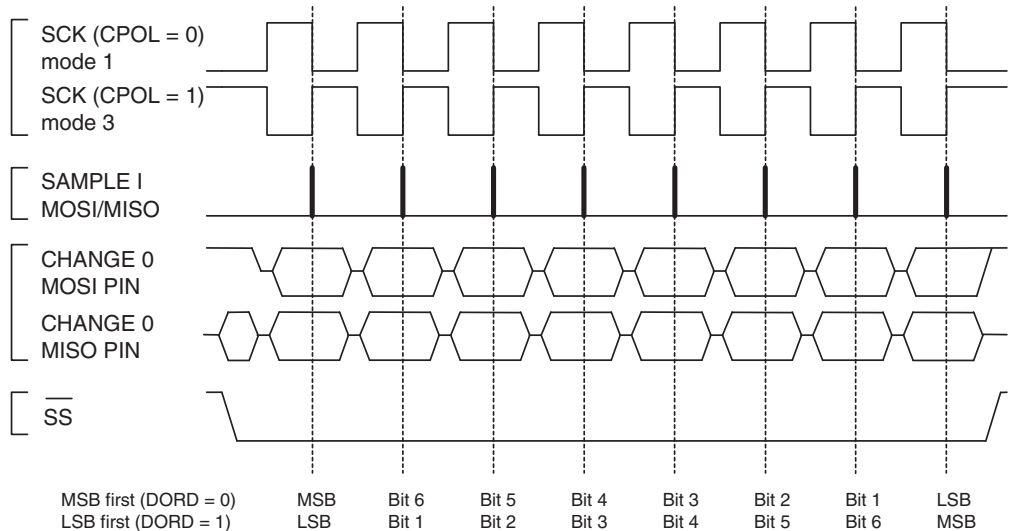 SCK (CPOL = 0)
mode 1
SCK (CPOL = 1)
mode 3
SAMPLE I
MOSI/MISO
CHANGE 0
MOSI PIN
CHANGE 0
MISO PIN
SS
MSB first (DORD = 0) MSB Bit 6 Bit 5 Bit 4 Bit 3 Bit 2 Bit 1 LSB
LSB first (DORD = 1) LSB Bit 1 Bit 2 Bit 3 Bit 4 Bit 5 Bit 6 MSB